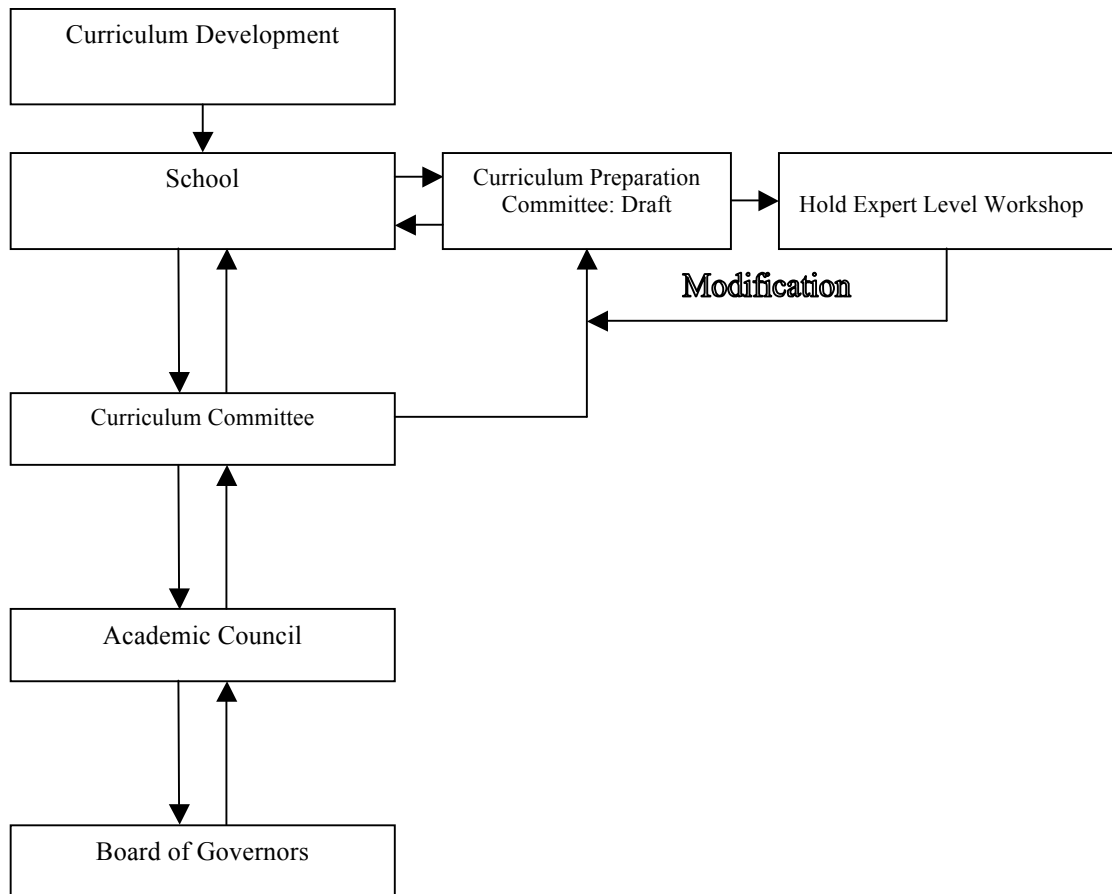 Curriculum Development
School
Curriculum Preparation
Committee: Draft
Hold Expert Level Workshop
Modification
Curriculum Committee
Academic Council
Board of Governors